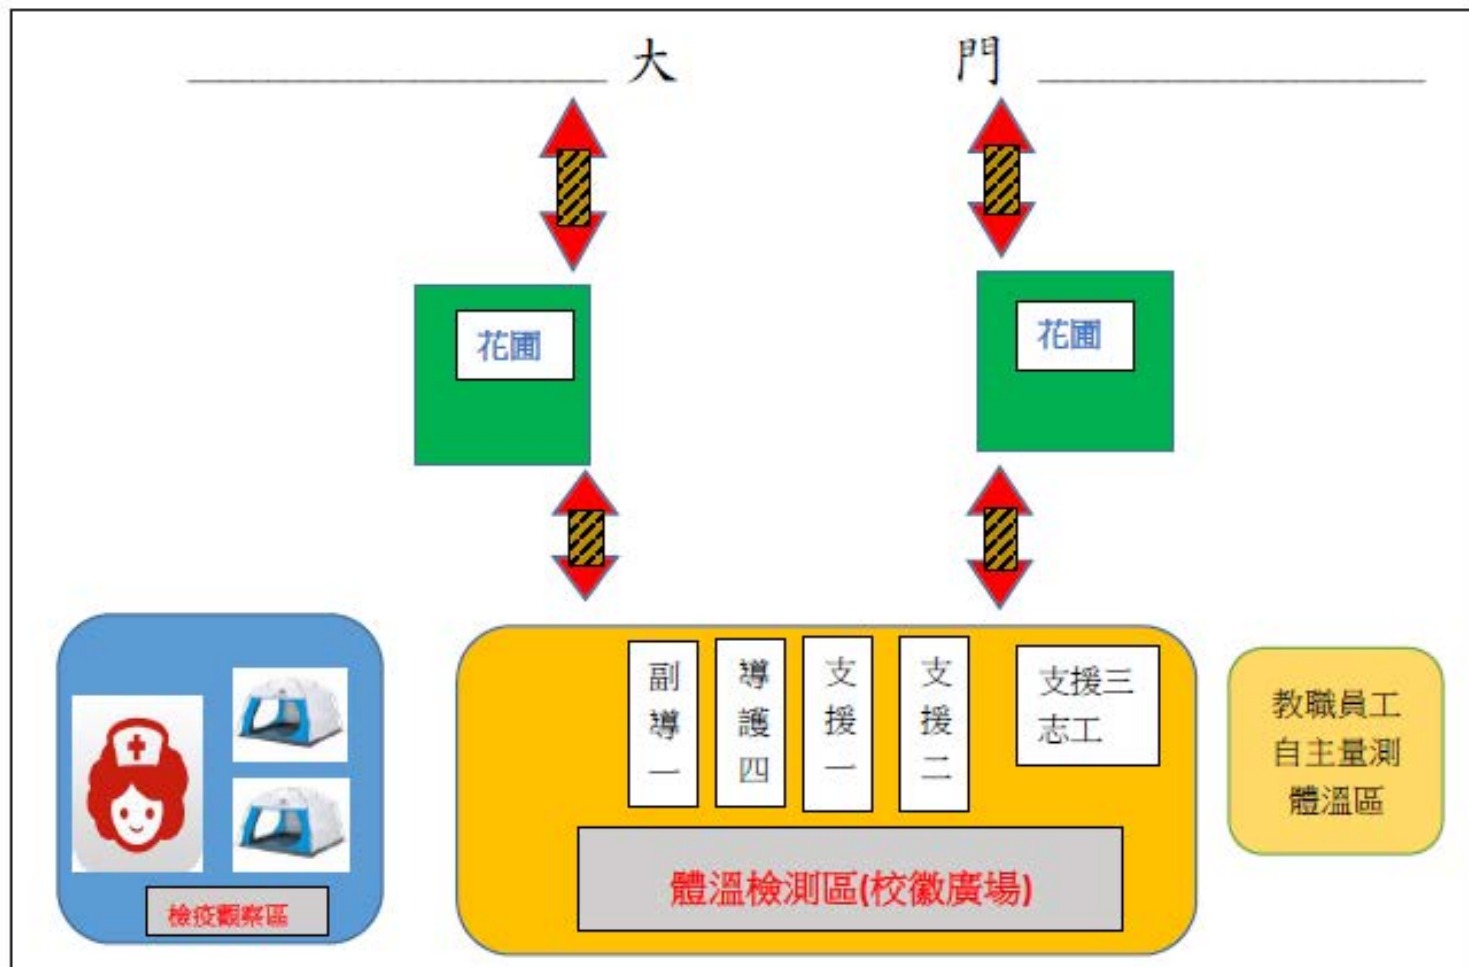 大 門
花圃
花圃
副導一
導護四
支援一
支援二
支援三
志工
體溫檢測區(校徽廣場)
檢疫觀察區
教職員工
自主量測
體溫區